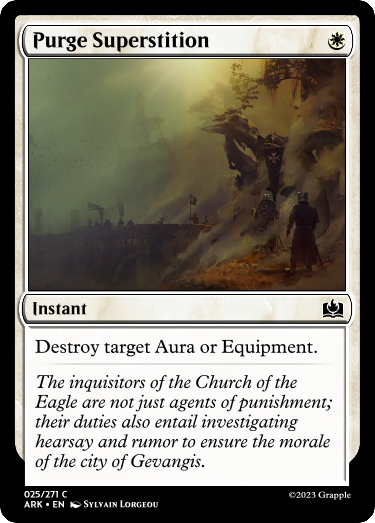 Purge Superstition
Instant
Destroy target Aura or Equipment.
The inquisitors of the Church of the
Eagle are not just agents of punishment;
their duties also entail investigating
hearsay and rumor to ensure the morale
of the city of Gevangis.
025/271 C
ARK • EN Sylvain Lorgeou
©2023 Grapple